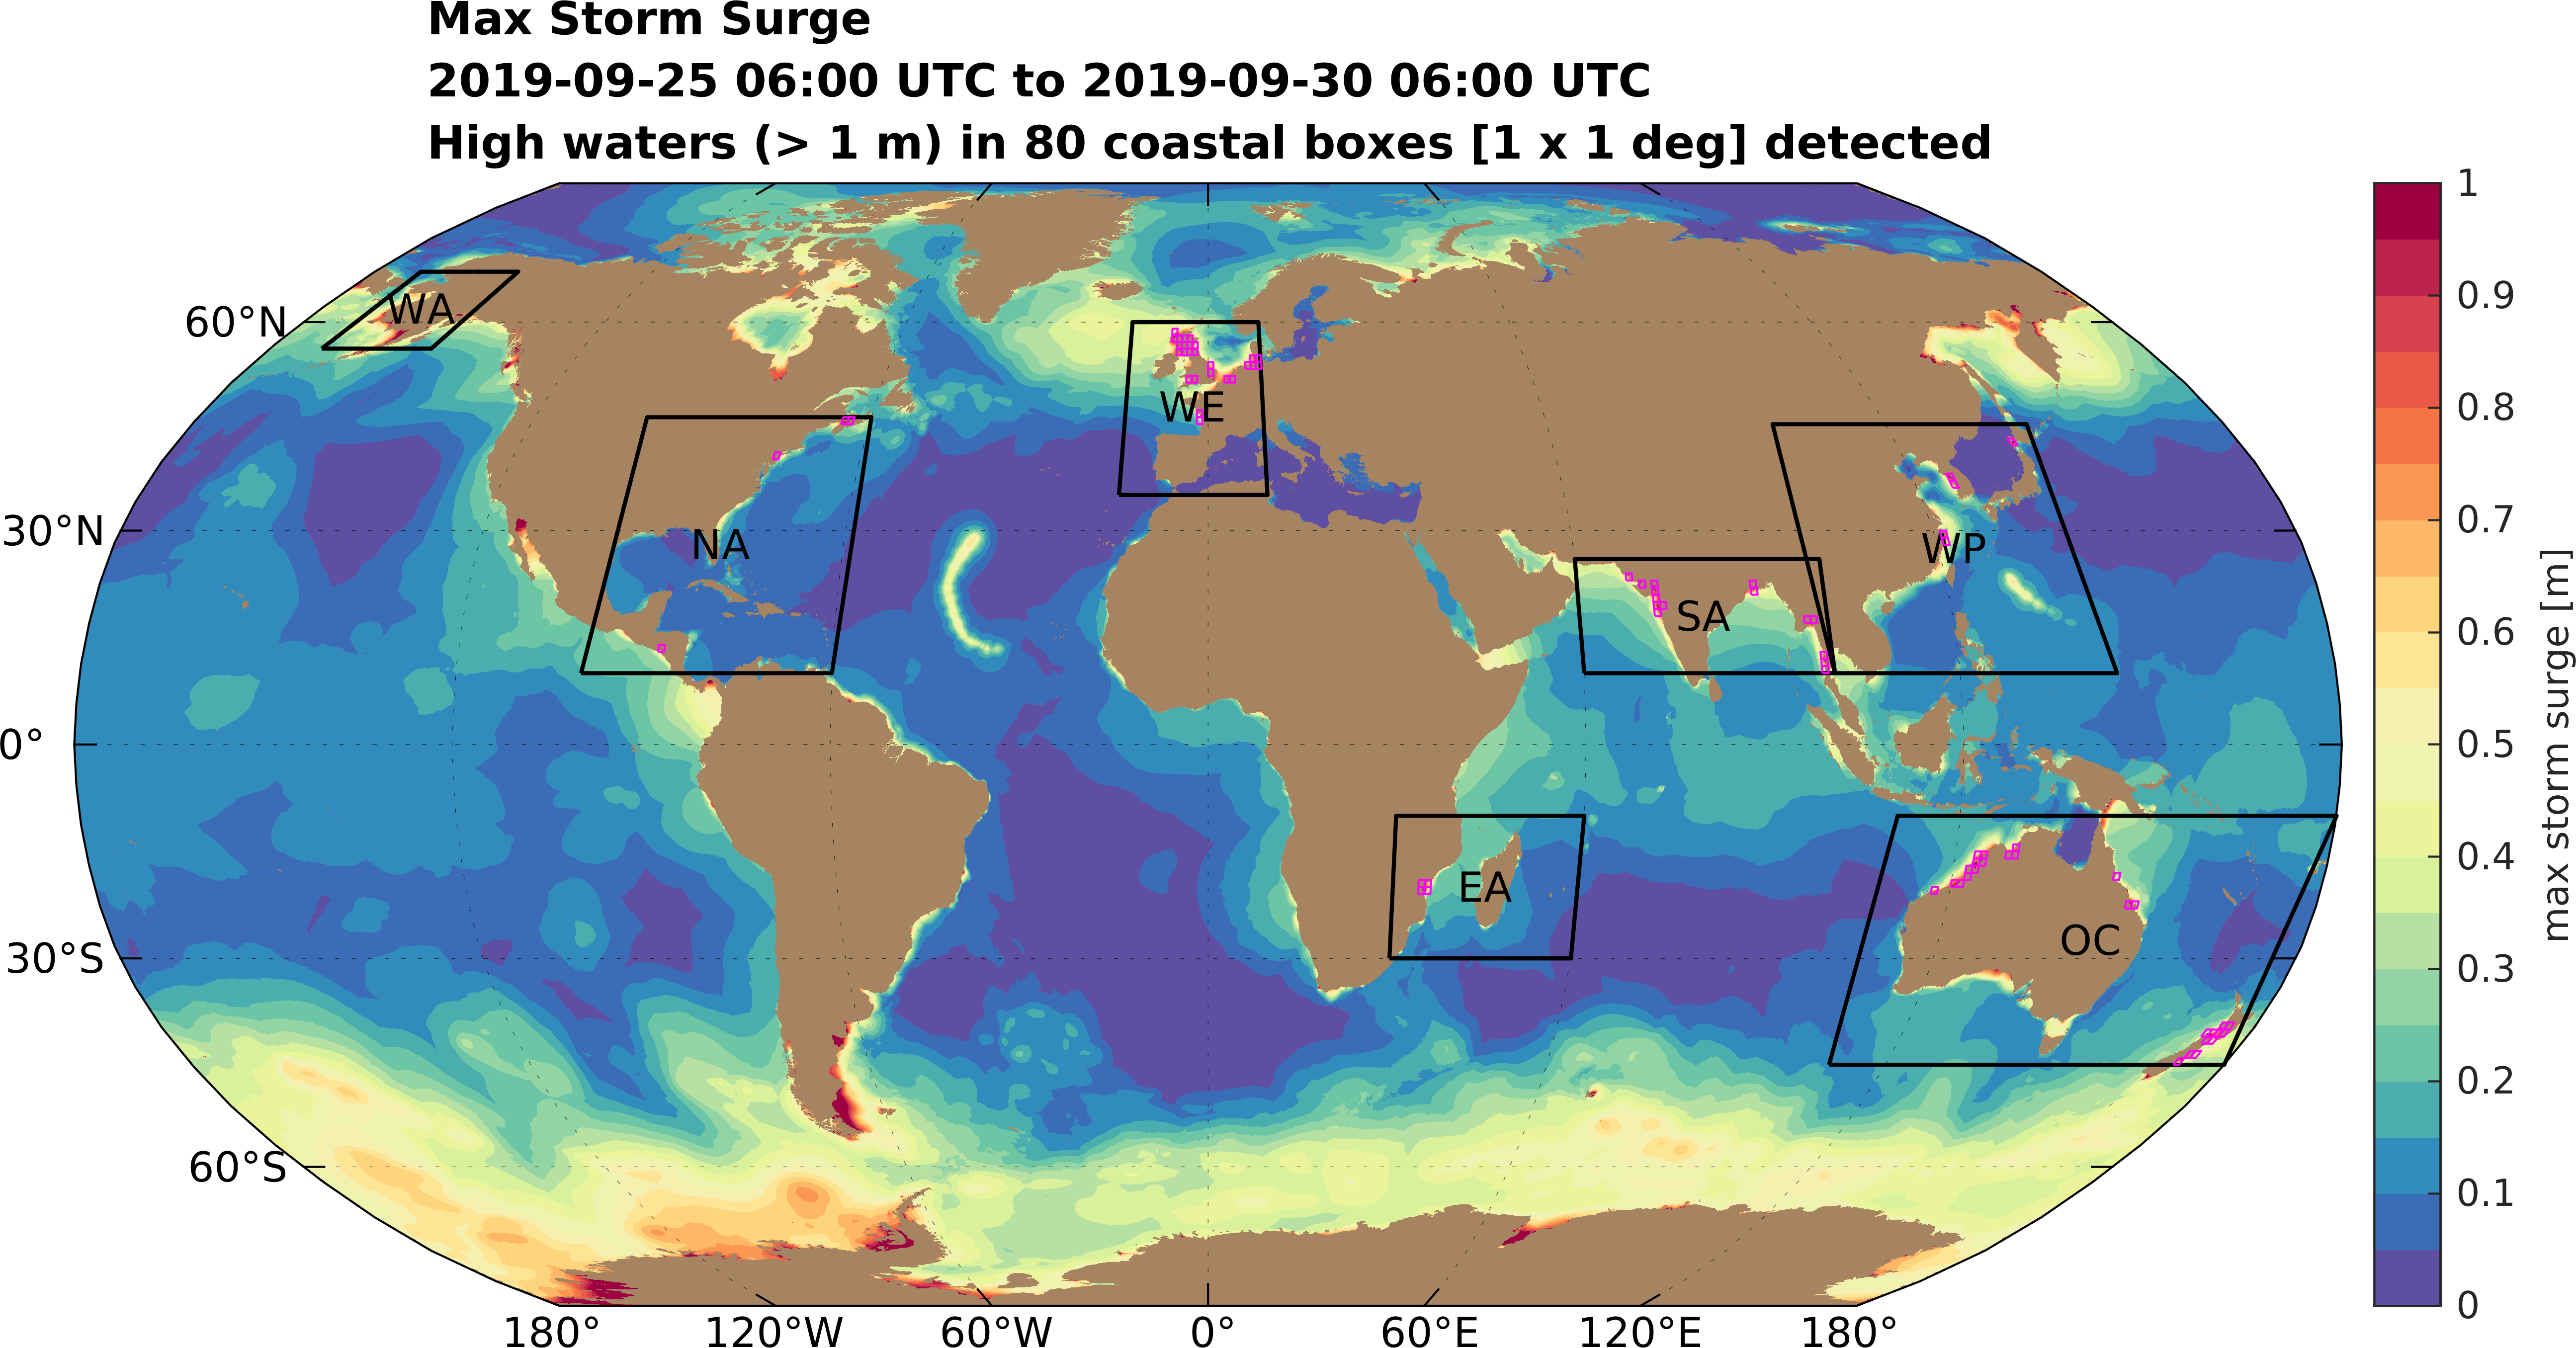 Max Storm Surge
2019-09-25 06:00 UTC to 2019-09-30 06:00 UTC
High waters (> 1 m) in 80 coastal boxes [1 x 1 deg] detected
60°N
30°N
0°
30°S
60°S
180°
120°W
60°W
0°
60°E
120°E
180°
WA
NA
WE
SA
WP
EA
OC
1
0.9
0.8
0.7
0.6
0.5
0.4
0.3
0.2
0.1
0
max storm surge [m]